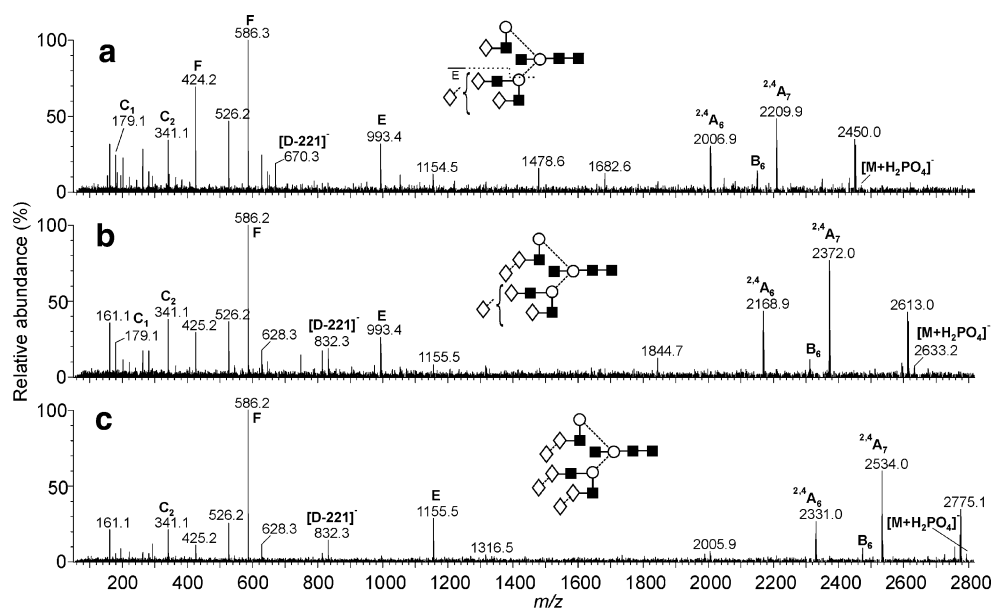 a
Relative abundance (%)
100
50
0
C1
179.1
C2
341.1
F
424.2
526.2
F
586.3
[D-221]-
670.3
E
993.4
1154.5
1478.6
1682.6
2,4A6
2006.9
B6
2,4A7
2209.9
2450.0
[M+H2PO4]-
E
b
100
50
0
161.1
C1
179.1
C2
341.1
425.2
526.2
586.2
F
628.3
[D-221]-
832.3
E
993.4
1155.5
1844.7
2,4A6
2168.9
B6
2,4A7
2372.0
2613.0
[M+H2PO4]-
2633.2
c
100
50
0
161.1
C2
341.1
425.2
526.2
586.2
F
628.3
[D-221]-
832.3
E
1155.5
1316.5
2005.9
2,4A6
2331.0
B6
2,4A7
2534.0
[M+H2PO4]-
2775.1
200 400 600 800 1000 1200 1400 1600 1800 2000 2200 2400 2600 2800
m/z